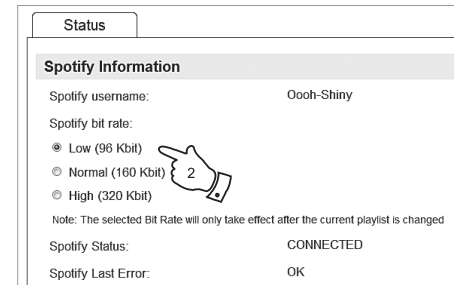 Status
Spotify Information
Spotify username: Oooh-Shiny
Spotify bit rate:
Low (96 Kbit)
Normal (160 Kbit) 2
High (320 Kbit)
Note: The selected Bit Rate will only take effect after the current playlist is changed
Spotify Status: CONNECTED
Spotify Last Error: OK